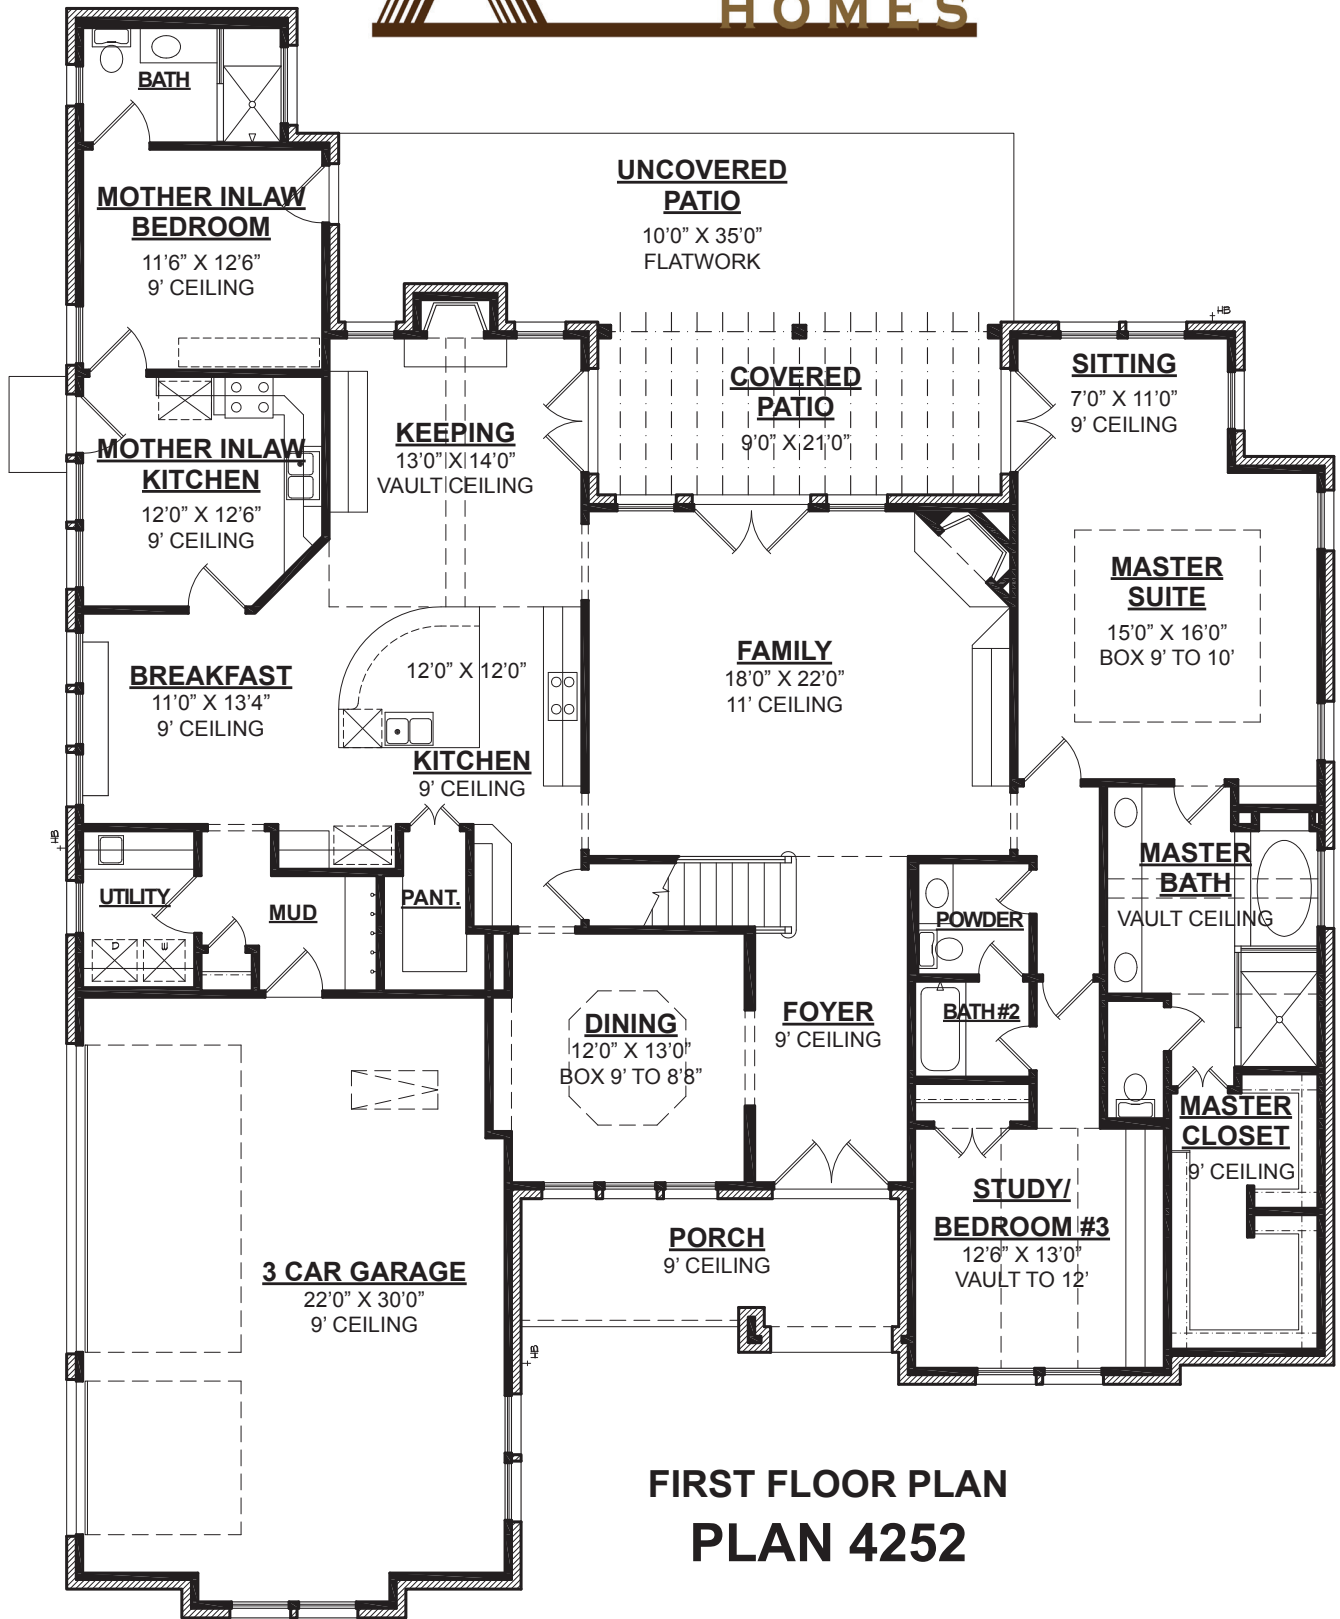 HOMES
BATH
MOTHER INLAW
BEDROOM
11'6" X 12'6"
9' CEILING
UNCOVERED
PATIO
10'0" X 35'0"
FLATWORK
HB
COVERED
PATIO
9'0" X 21'0"
SITTING
7'0" X 11'0"
9' CEILING
KEEPING
13'0" X 14'0"
VAULT CEILING
MOTHER INLAW
KITCHEN
12'0" X 12'6"
9' CEILING
MASTER
SUITE
15'0" X 16'0"
BOX 9' TO 10'
BREAKFAST
11'0" X 13'4"
9' CEILING
12'0" X 12'0"
KITCHEN
9' CEILING
FAMILY
18'0" X 22'0"
11' CEILING
HB
UTILITY
D
W
MUD
PANT.
POWDER
MASTER
BATH
VAULT CEILING
DINING
12'0" X 13'0"
BOX 9' TO 8'8"
FOYER
9' CEILING
BATH #2
MASTER
CLOSET
9' CEILING
STUDY/
BEDROOM #3
12'6" X 13'0"
VAULT TO 12'
PORCH
9' CEILING
3 CAR GARAGE
22'0" X 30'0"
9' CEILING
HB
FIRST FLOOR PLAN
PLAN 4252